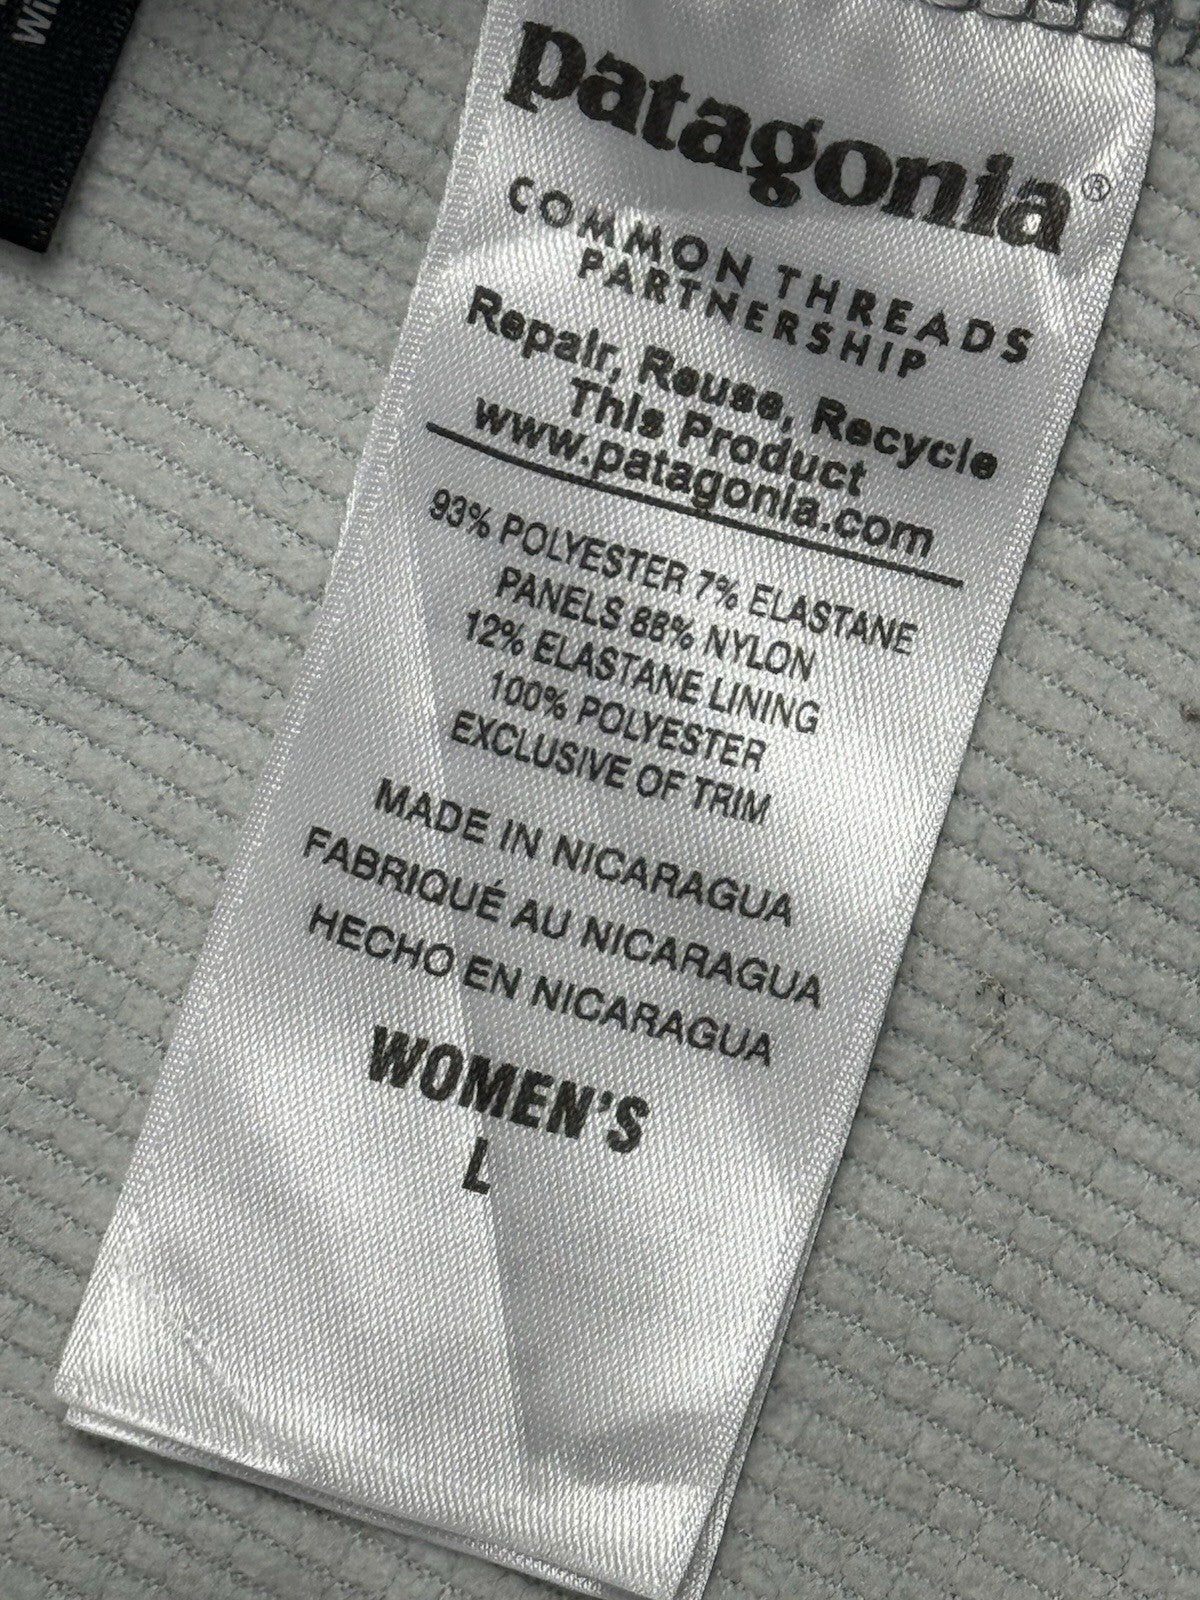 patagonia®
COMMON THREADS
PARTNERSHIP
Repair, Reuse, Recycle
This Product
www.patagonia.com
93% POLYESTER 7% ELASTANE
PANELS 88% NYLON
12% ELASTANE LINING
100% POLYESTER
EXCLUSIVE OF TRIM
MADE IN NICARAGUA
FABRIQUÉ AU NICARAGUA
HECHO EN NICARAGUA
WOMEN'S
L